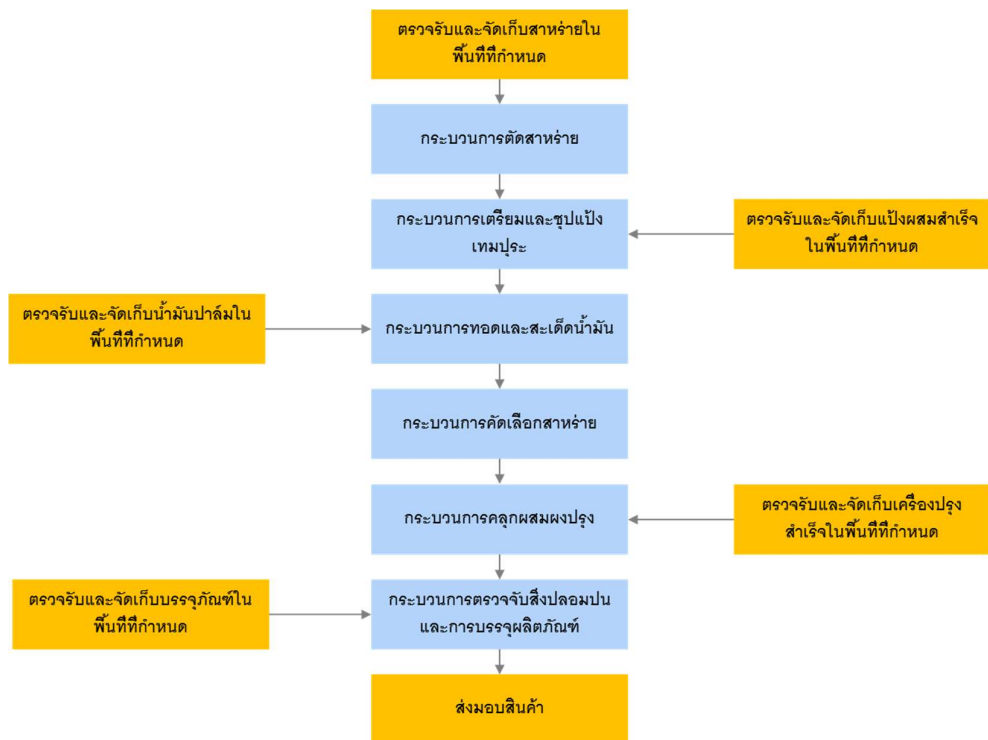 ตรวจรับและจัดเก็บสาหร่ายใน
พื้นที่ที่กำหนด
กระบวนการตัดสาหร่าย
กระบวนการเตรียมและชุปแป้ง
เทมปุระ
ตรวจรับและจัดเก็บแป้งผสมสำเร็จ
ในพื้นที่ที่กำหนด
ตรวจรับและจัดเก็บน้ำมันปาล์มใน
พื้นที่ที่กำหนด
กระบวนการทอดและสะเด็ดน้ำมัน
กระบวนการคัดเลือกสาหร่าย
กระบวนการคลุกผสมผงปรุง
ตรวจรับและจัดเก็บเครื่องปรุง
สำเร็จในพื้นที่ที่กำหนด
ตรวจรับและจัดเก็บบรรจุภัณฑ์ใน
พื้นที่ที่กำหนด
กระบวนการตรวจจับสิ่งปลอมปน
และการบรรจุผลิตภัณฑ์
ส่งมอบสินค้า